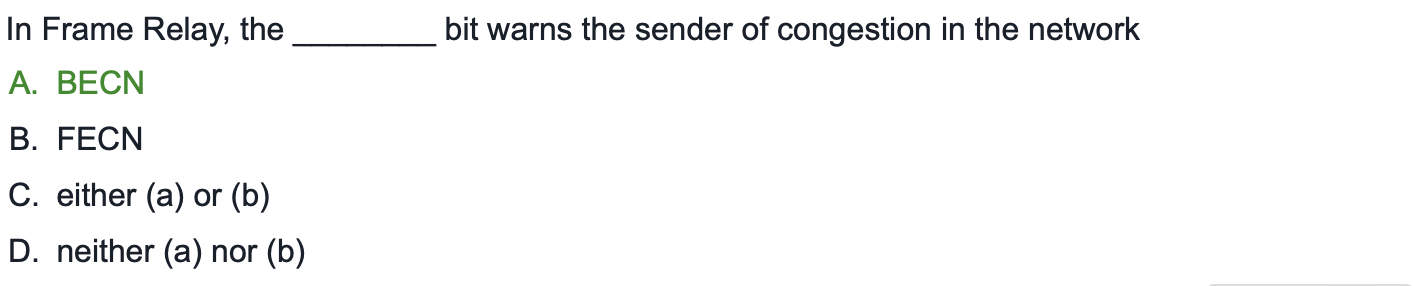 In Frame Relay, the ________ bit warns the sender of congestion in the network
A. BECN
B. FECN
C. either (a) or (b)
D. neither (a) nor (b)